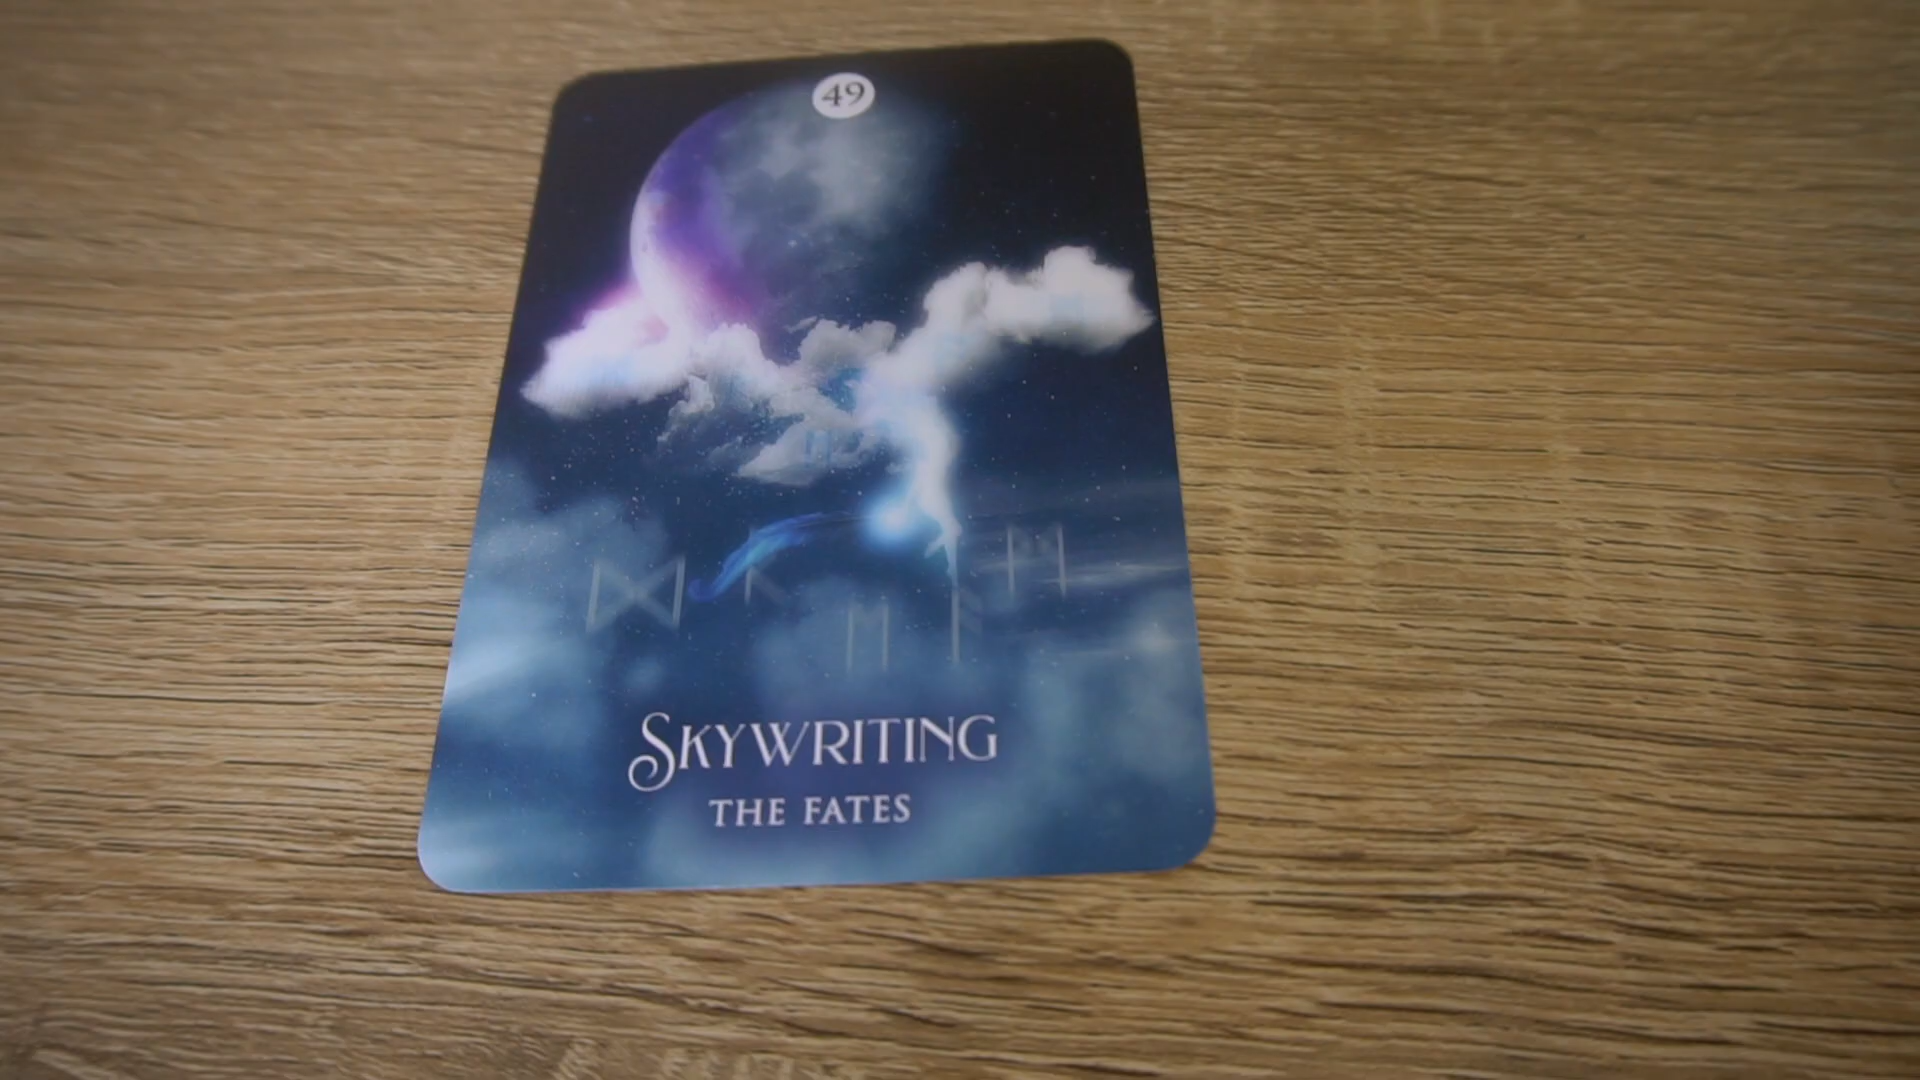 49
ᛞ ᚲ ᛖ ᚨ ᛗ
SKYWRITING
THE FATES